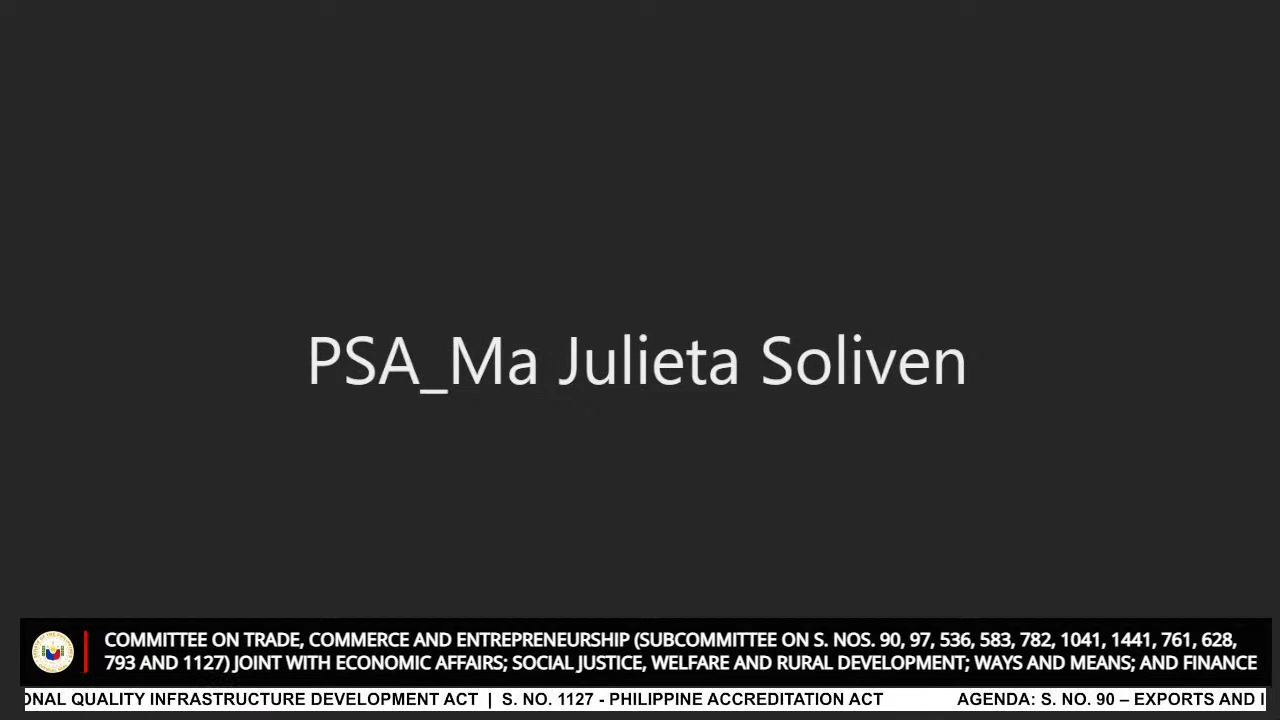 PSA_Ma Julieta Soliven
COMMITTEE ON TRADE, COMMERCE AND ENTREPRENEURSHIP (SUBCOMMITTEE ON S. NOS. 90, 97, 536, 583, 782, 1041, 1441, 761, 628,
793 AND 1127) JOINT WITH ECONOMIC AFFAIRS; SOCIAL JUSTICE, WELFARE AND RURAL DEVELOPMENT; WAYS AND MEANS; AND FINANCE
QUALITY INFRASTRUCTURE DEVELOPMENT ACT | S. NO. 1127 - PHILIPPINE ACCREDITATION ACT AGENDA: S. NO. 90 – EXPORTS AND